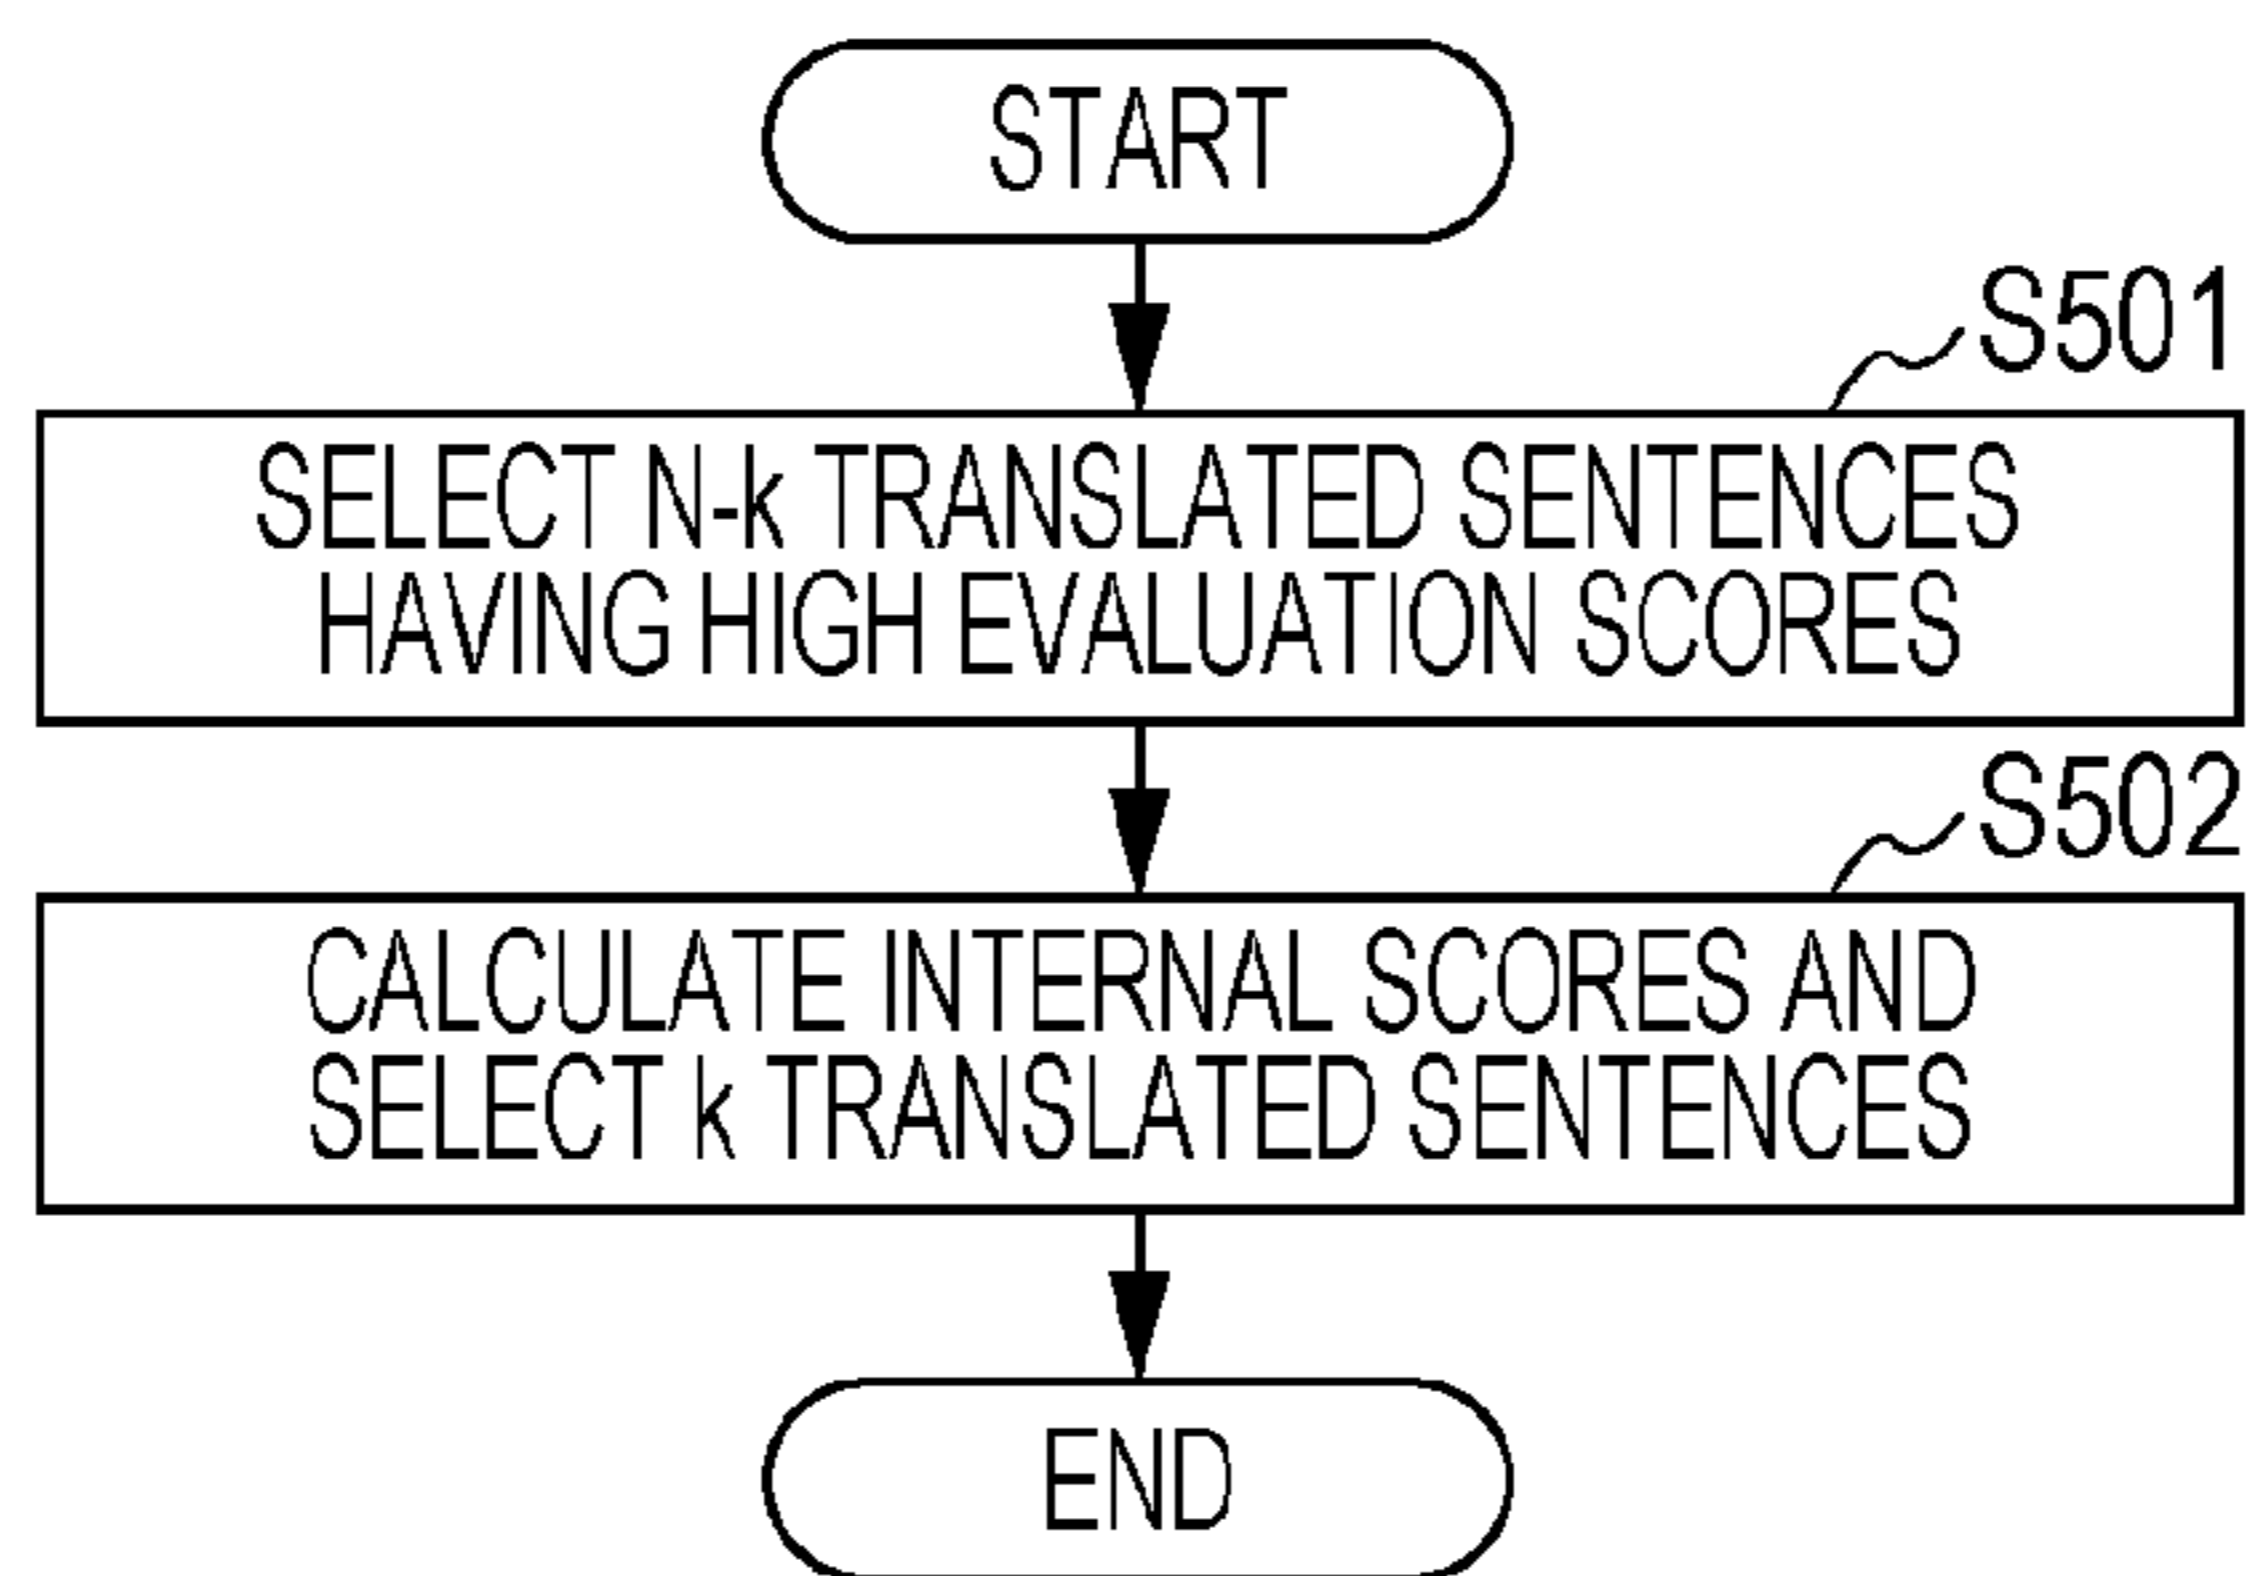 START
S501
SELECT N-k TRANSLATED SENTENCES
HAVING HIGH EVALUATION SCORES
S502
CALCULATE INTERNAL SCORES AND
SELECT k TRANSLATED SENTENCES
END